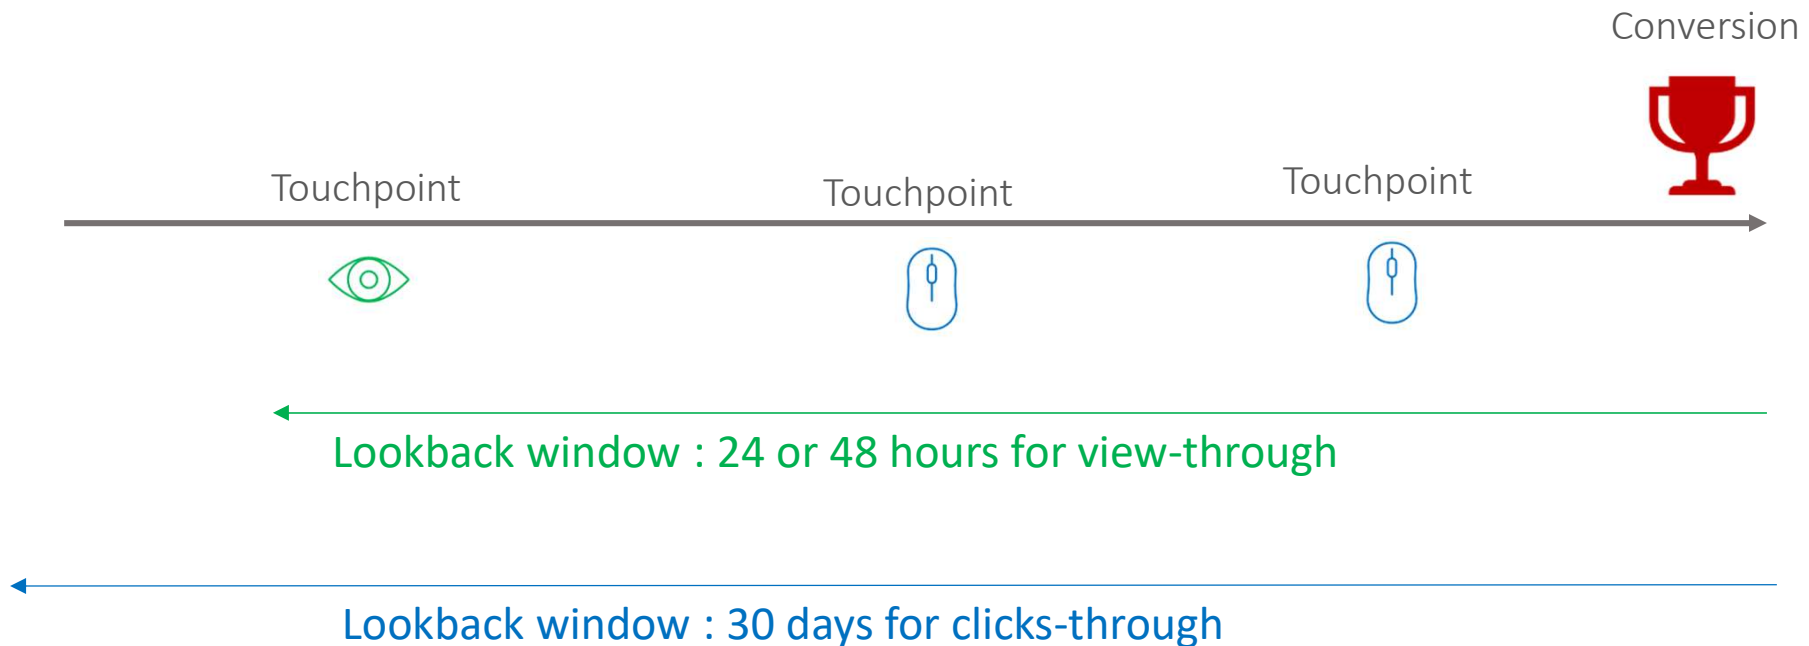 Conversion
Touchpoint
Touchpoint
Touchpoint
Lookback window : 24 or 48 hours for view-through
Lookback window : 30 days for clicks-through